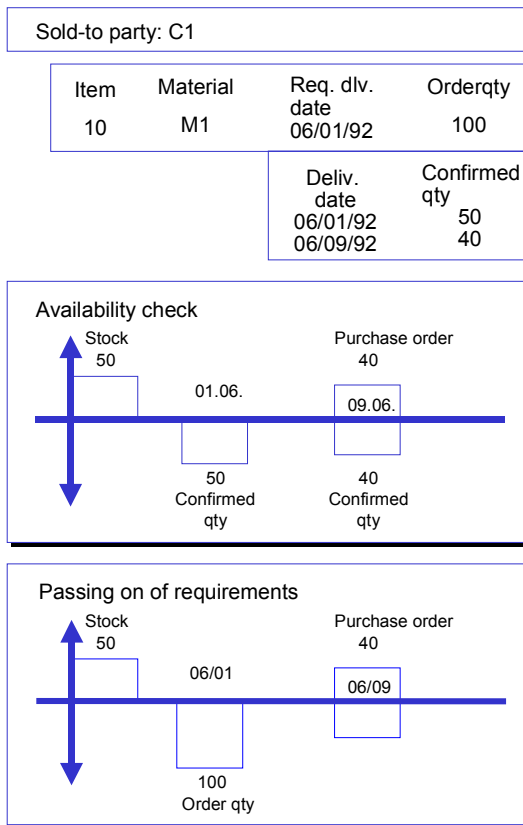 Sold-to party: C1
Item Material Req. dlv. Orderqty
date
10 M1 06/01/92 100
Deliv. Confirmed
date qty
06/01/92 50
06/09/92 40
Availability check
Stock Purchase order
50 40
01.06. 09.06.
50 40
Confirmed Confirmed
qty qty
Passing on of requirements
Stock Purchase order
50 40
06/01 06/09
100
Order qty